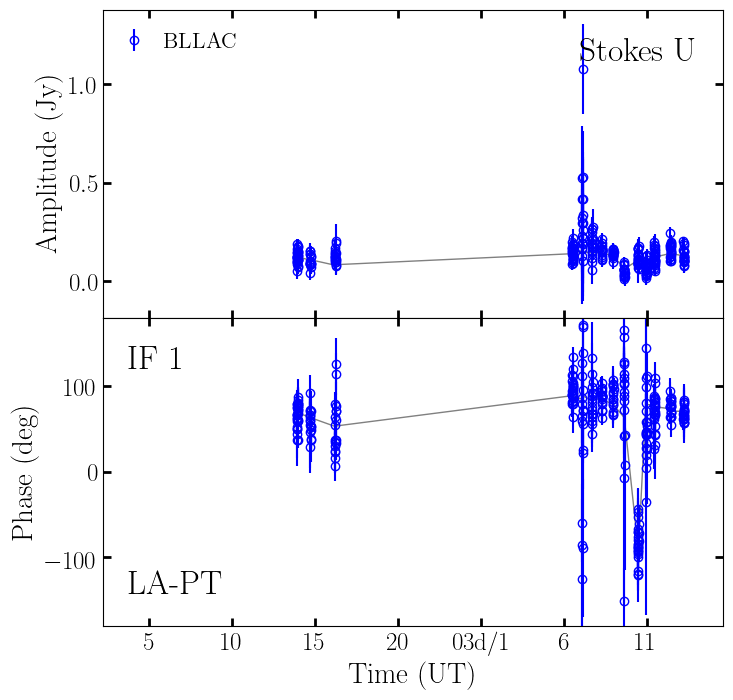 BLLAC
Stokes U
1.0
0.5
0.0
Amplitude (Jy)
IF 1
100
0
−100
Phase (deg)
LA-PT
5 10 15 20 03d/1 6 11
Time (UT)